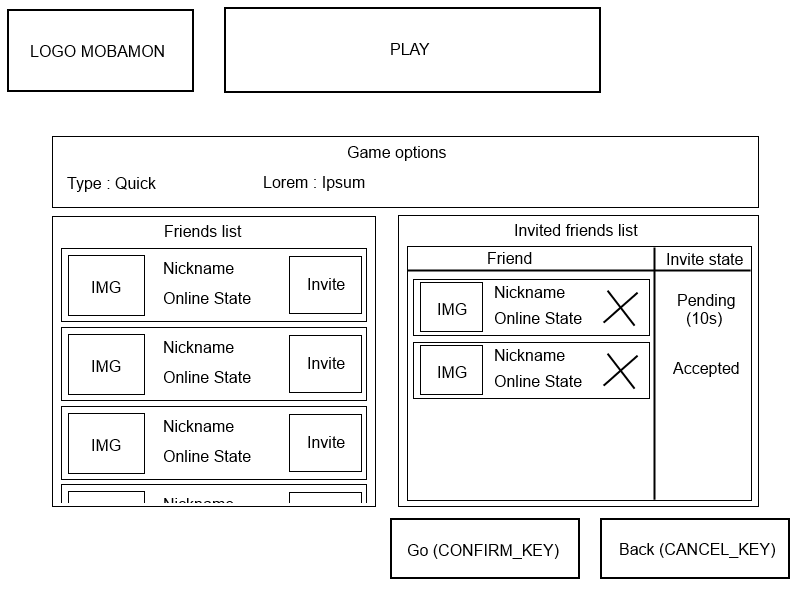 LOGO MOBAMON
PLAY
Game options
Type : Quick
Lorem : Ipsum
Friends list
IMG
Nickname
Online State
Invite
IMG
Nickname
Online State
Invite
IMG
Nickname
Online State
Invite
Nickname
Invited friends list
Friend
Invite state
IMG
Nickname
Online State
Pending
(10s)
IMG
Nickname
Online State
Accepted
Go (CONFIRM_KEY)
Back (CANCEL_KEY)